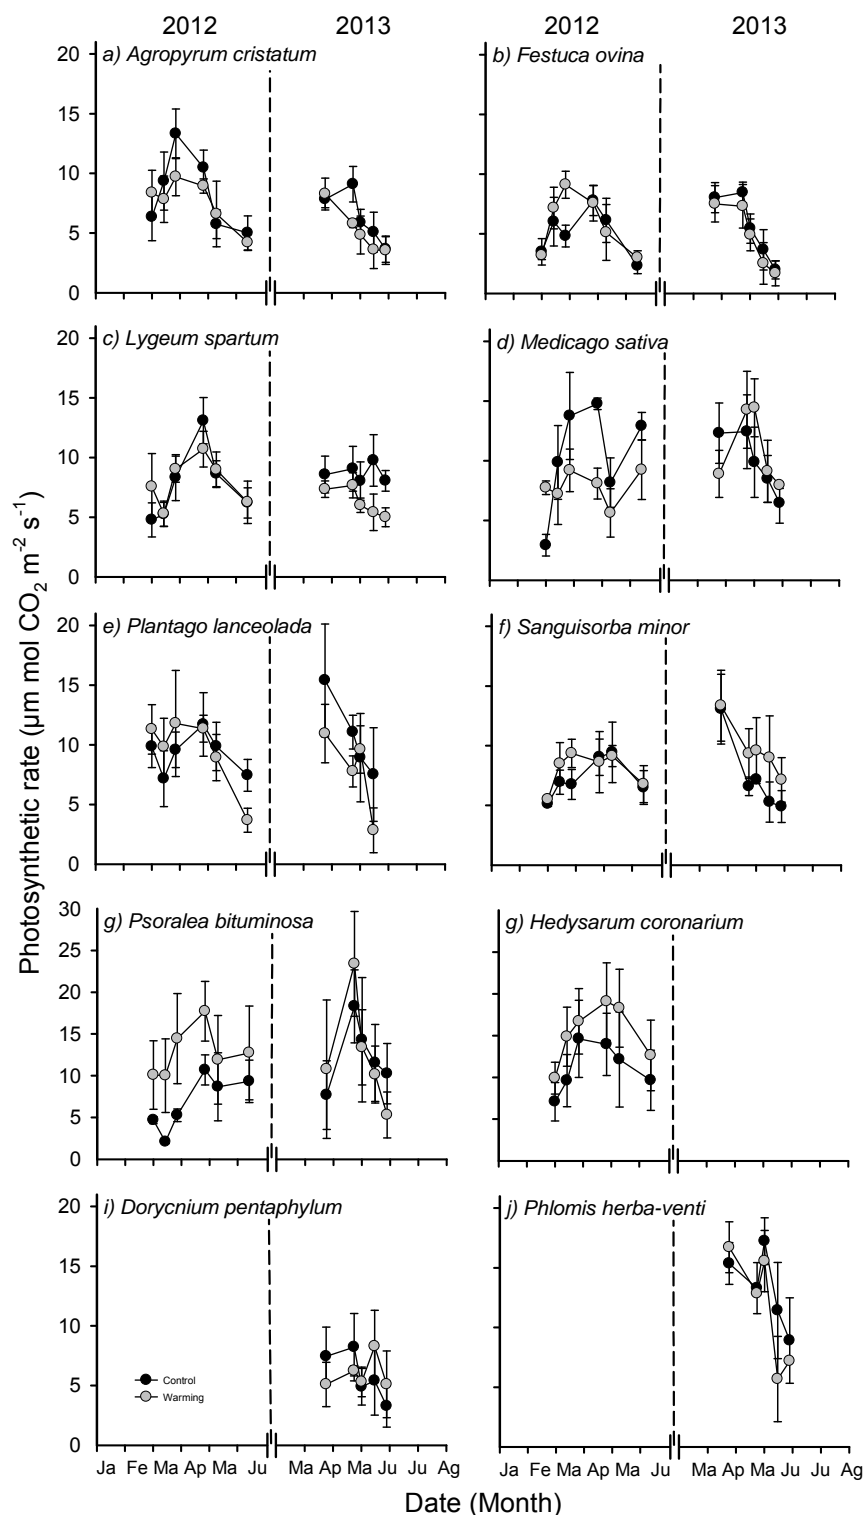 2012 2013 2012 2013
a) Agropyrum cristatum
b) Festuca ovina
20
15
10
5
0
c) Lygeum spartum
d) Medicago sativa
20
15
10
5
0
e) Plantago lanceolada
f) Sanguisorba minor
20
15
10
5
0
g) Psoralea bituminosa
g) Hedysarum coronarium
30
25
20
15
10
5
0
i) Dorycnium pentaphylum
j) Phlomis herba-venti
20
15
10
5
0
Control
Warming
Ja Fe Ma Ap Ma Ju Ma Ap Ma Ju Ju Ag Ja Fe Ma Ap Ma Ju Ma Ap Ma Ju Ju Ag
Photosynthetic rate (µm mol CO₂ m⁻² s⁻¹)
Date (Month)